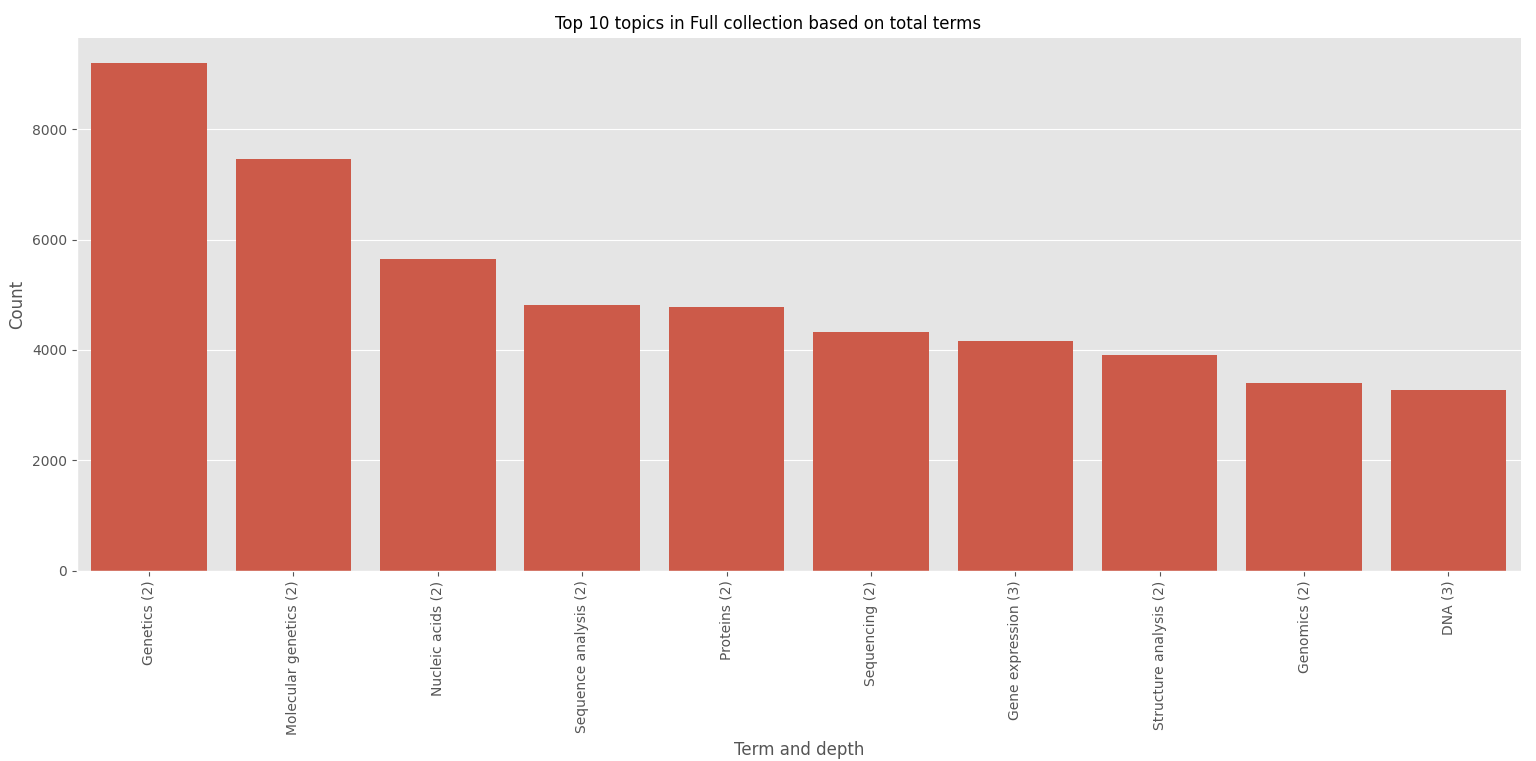 Top 10 topics in Full collection based on total terms
Count
8000
6000
4000
2000
0
Genetics (2)
Molecular genetics (2)
Nucleic acids (2)
Sequence analysis (2)
Proteins (2)
Sequencing (2)
Gene expression (3)
Structure analysis (2)
Genomics (2)
DNA (3)
Term and depth